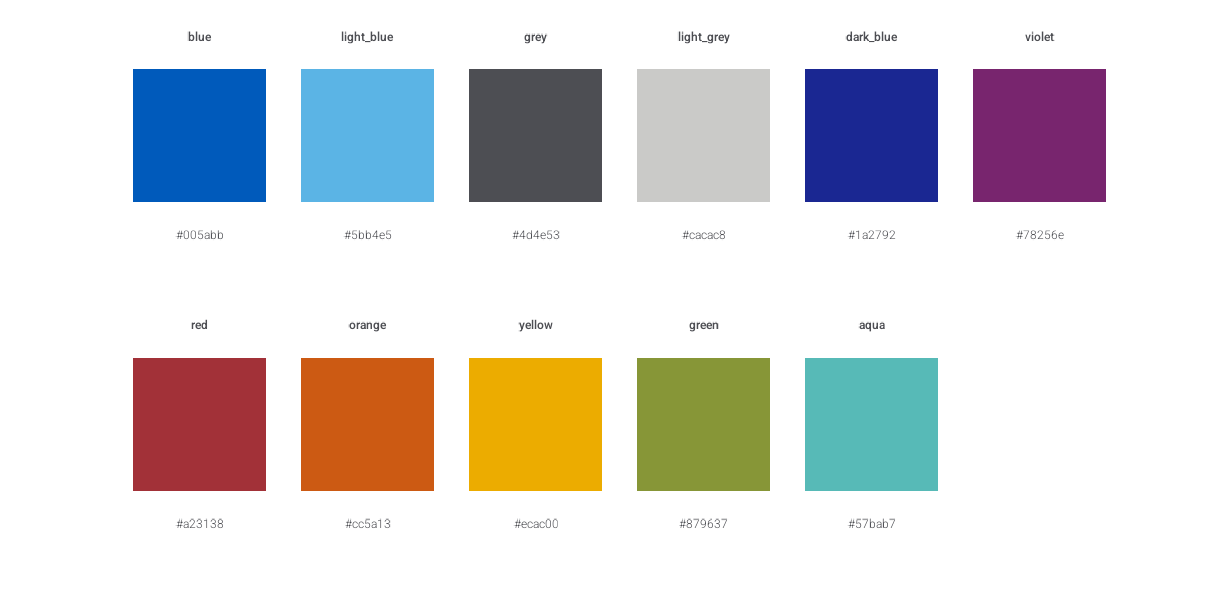 blue light_blue grey light_grey dark_blue violet
#005abb #5bb4e5 #4d4e53 #cacac8 #1a2792 #78256e
red orange yellow green aqua
#a23138 #cc5a13 #ecac00 #879637 #57bab7